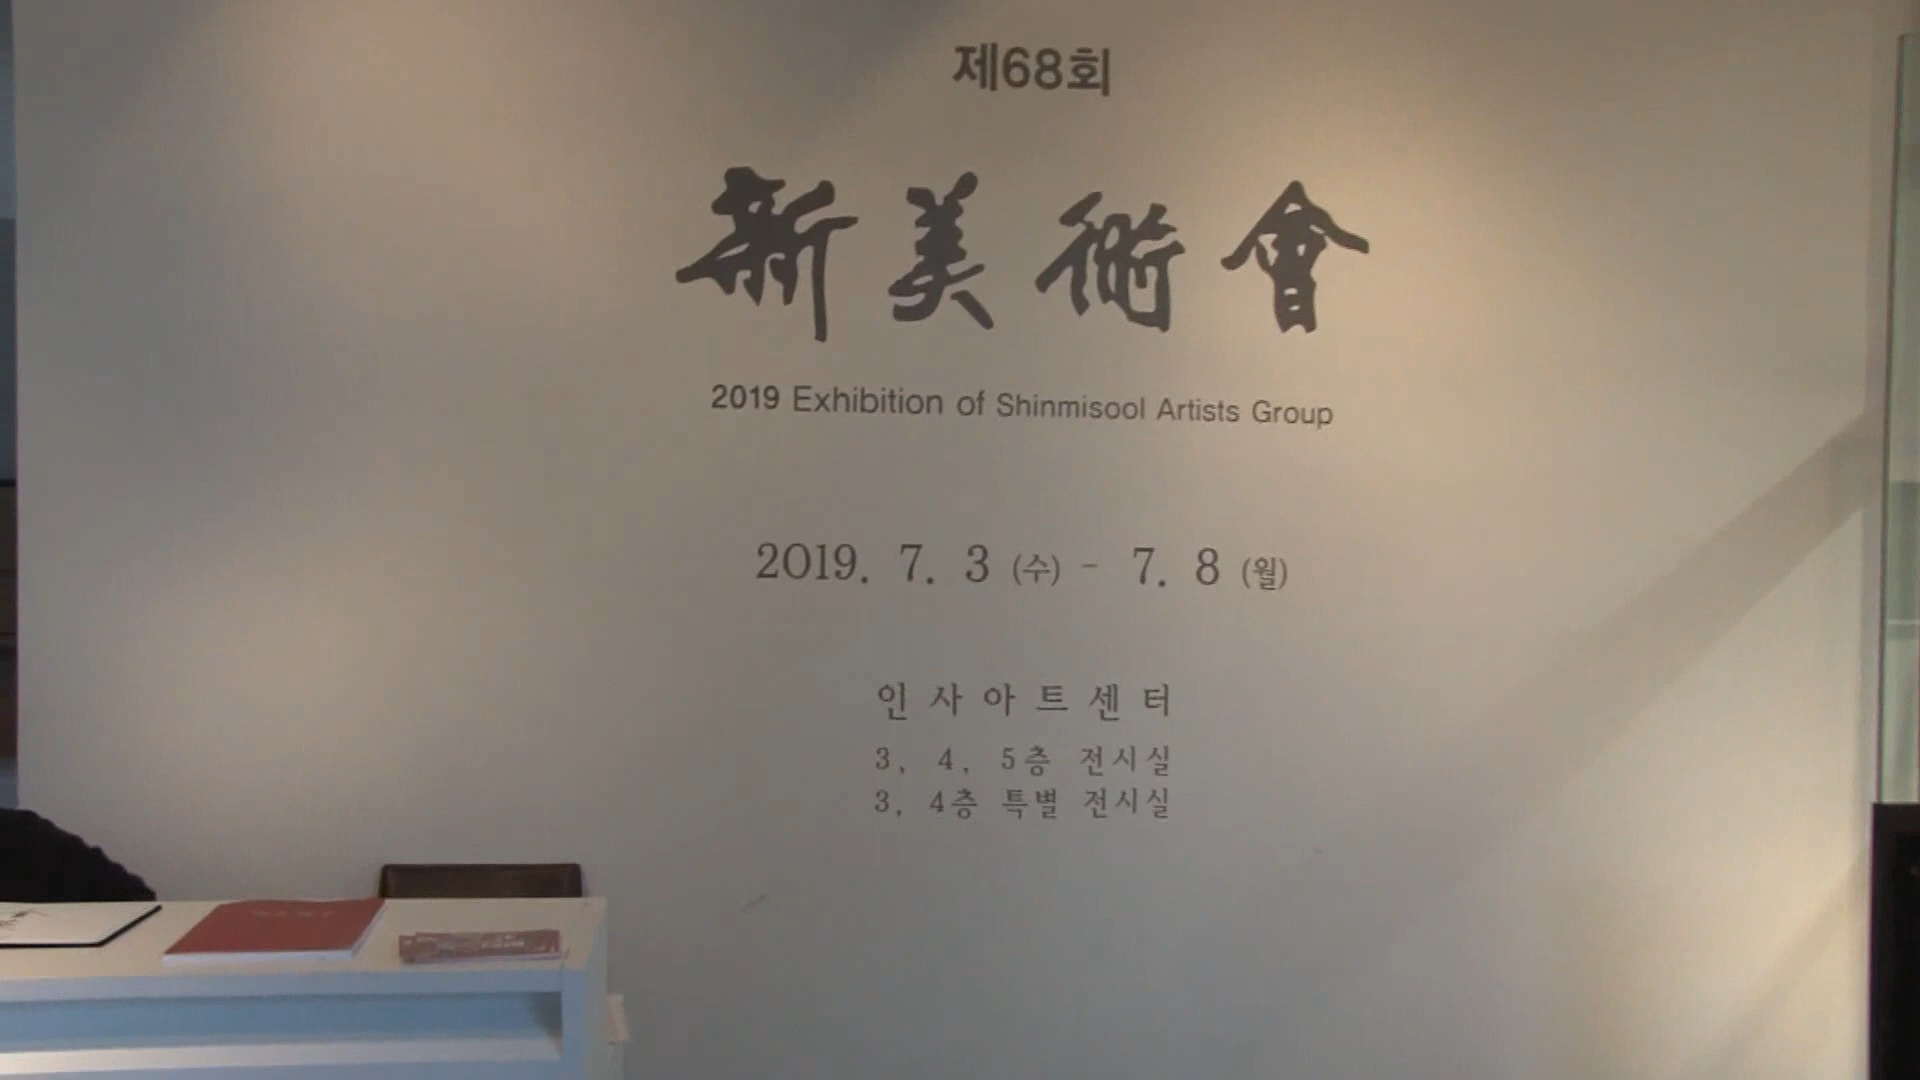 제68회
新美術會
2019 Exhibition of Shinmisool Artists Group
2019. 7. 3 (수) - 7. 8 (월)
인사아트센터
3, 4, 5층 전시실
3, 4층 특별 전시실